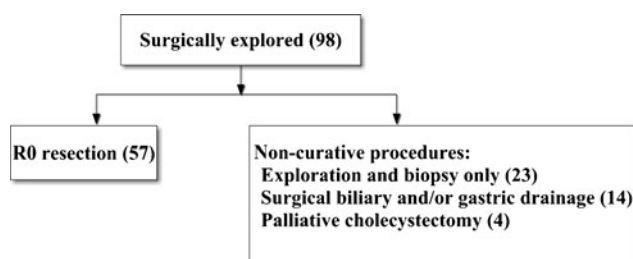 Surgically explored (98)
R0 resection (57)
Non-curative procedures:
Exploration and biopsy only (23)
Surgical biliary and/or gastric drainage (14)
Palliative cholecystectomy (4)